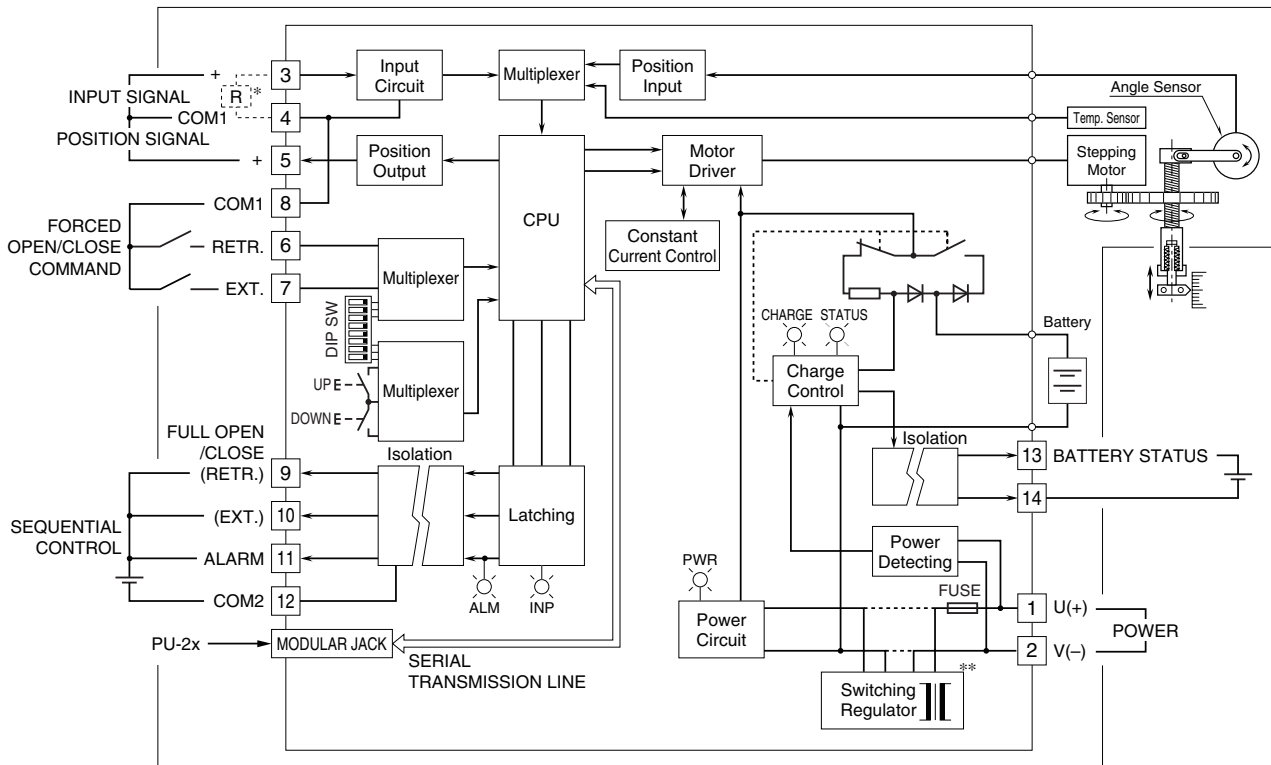 +
3
Input
Circuit
Multiplexer
Position
Input
Angle Sensor
INPUT SIGNAL
R
*
COM1
4
Temp. Sensor
POSITION SIGNAL
+
5
Position
Output
Motor
Driver
Stepping
Motor
COM1
8
CPU
FORCED
OPEN/CLOSE
COMMAND
RETR.
6
Constant
Current Control
EXT.
7
Multiplexer
DIP SW
CHARGE
STATUS
Battery
UP
Multiplexer
Charge
Control
DOWN
FULL OPEN
/CLOSE
(RETR.)
9
Isolation
Isolation
13
BATTERY STATUS
(EXT.)
10
Latching
14
SEQUENTIAL
CONTROL
ALARM
11
PWR
Power
Detecting
COM2
12
ALM
INP
FUSE
1
U(+)
Power
Circuit
POWER
PU-2x
MODULAR JACK
2
V(–)
SERIAL
TRANSMISSION LINE
**
Switching
Regulator